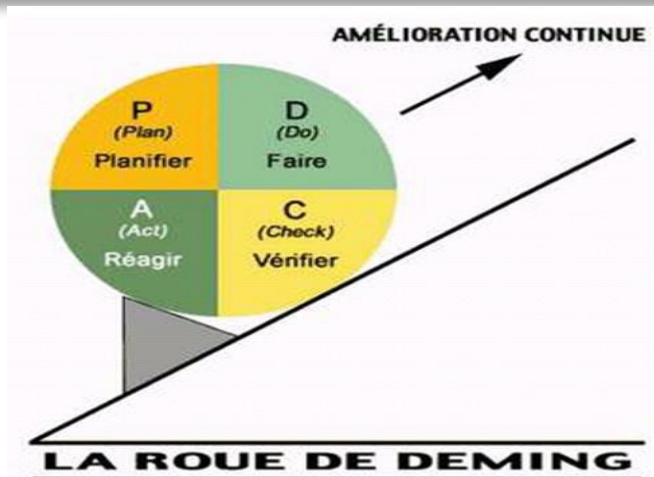 AMÉLIORATION CONTINUE
P
(Plan)
Planifier
D
(Do)
Faire
A
(Act)
Réagir
C
(Check)
Vérifier
LA ROUE DE DEMING